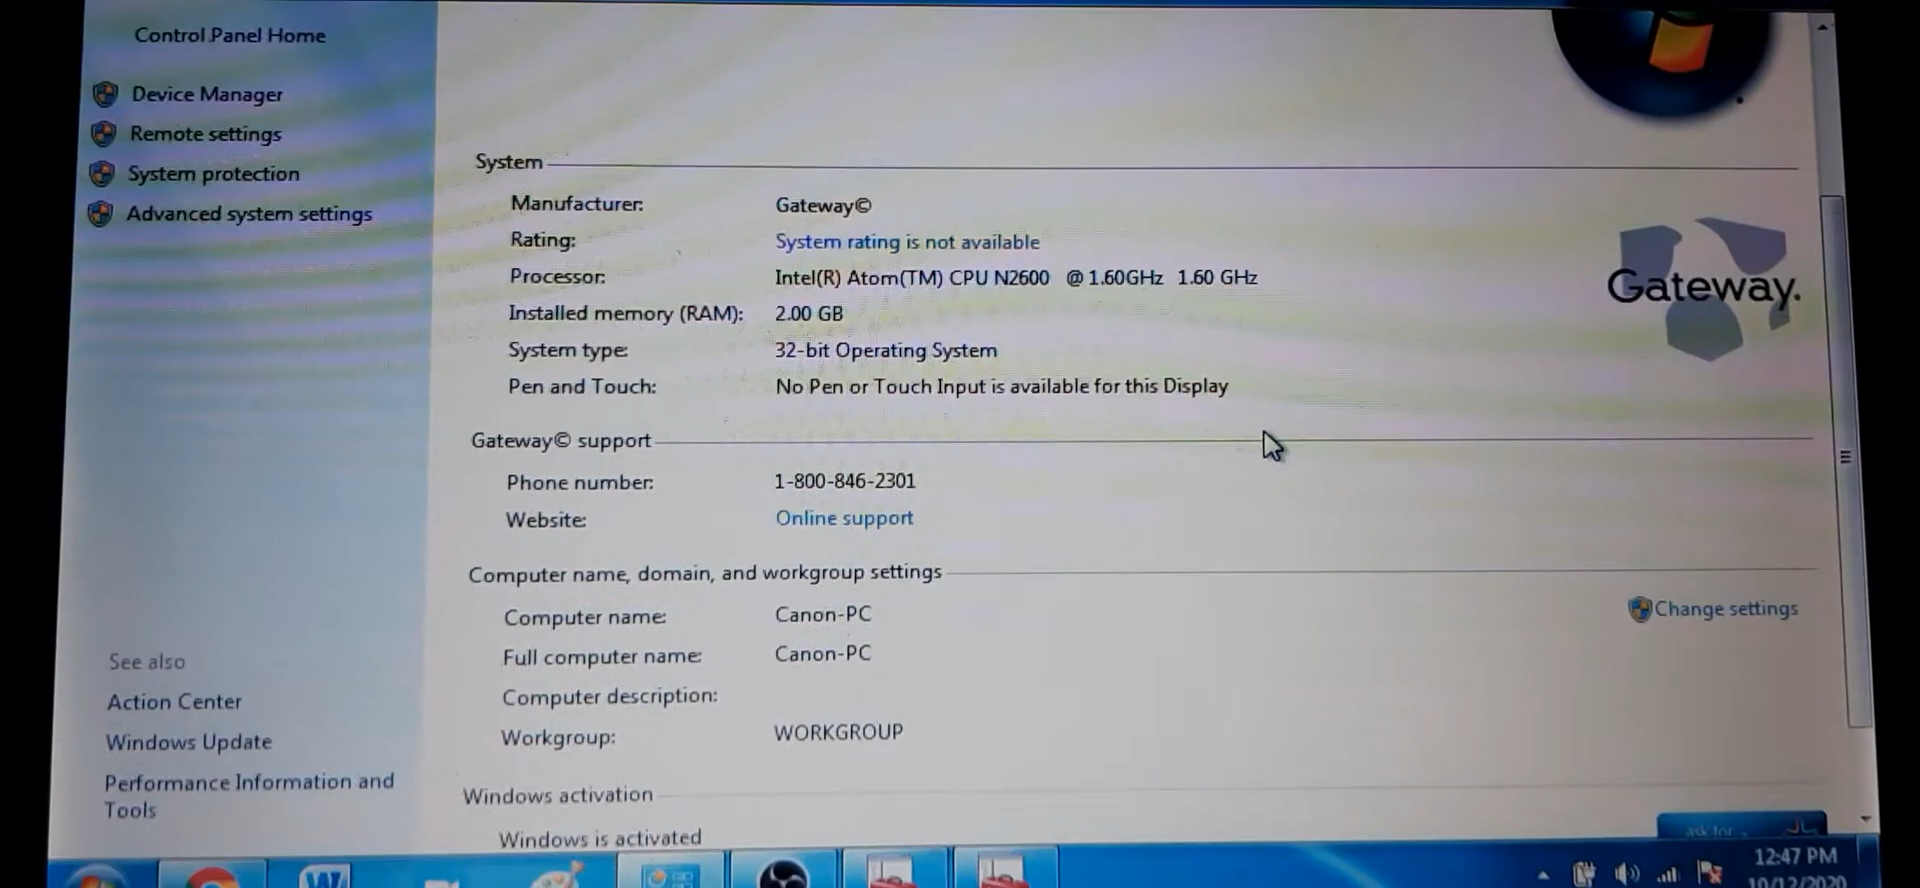 Control Panel Home
Device Manager
Remote settings
System protection
Advanced system settings
See also
Action Center
Windows Update
Performance Information and
Tools
System
Manufacturer: Gateway©
Rating: System rating is not available
Processor: Intel(R) Atom(TM) CPU N2600 @ 1.60GHz 1.60 GHz
Installed memory (RAM): 2.00 GB
System type: 32-bit Operating System
Pen and Touch: No Pen or Touch Input is available for this Display
Gateway.
Gateway© support
Phone number: 1-800-846-2301
Website: Online support
Computer name, domain, and workgroup settings
Computer name: Canon-PC
Change settings
Full computer name: Canon-PC
Computer description:
Workgroup: WORKGROUP
Windows activation
Windows is activated
ask for
W
12:47 PM
10/12/2020